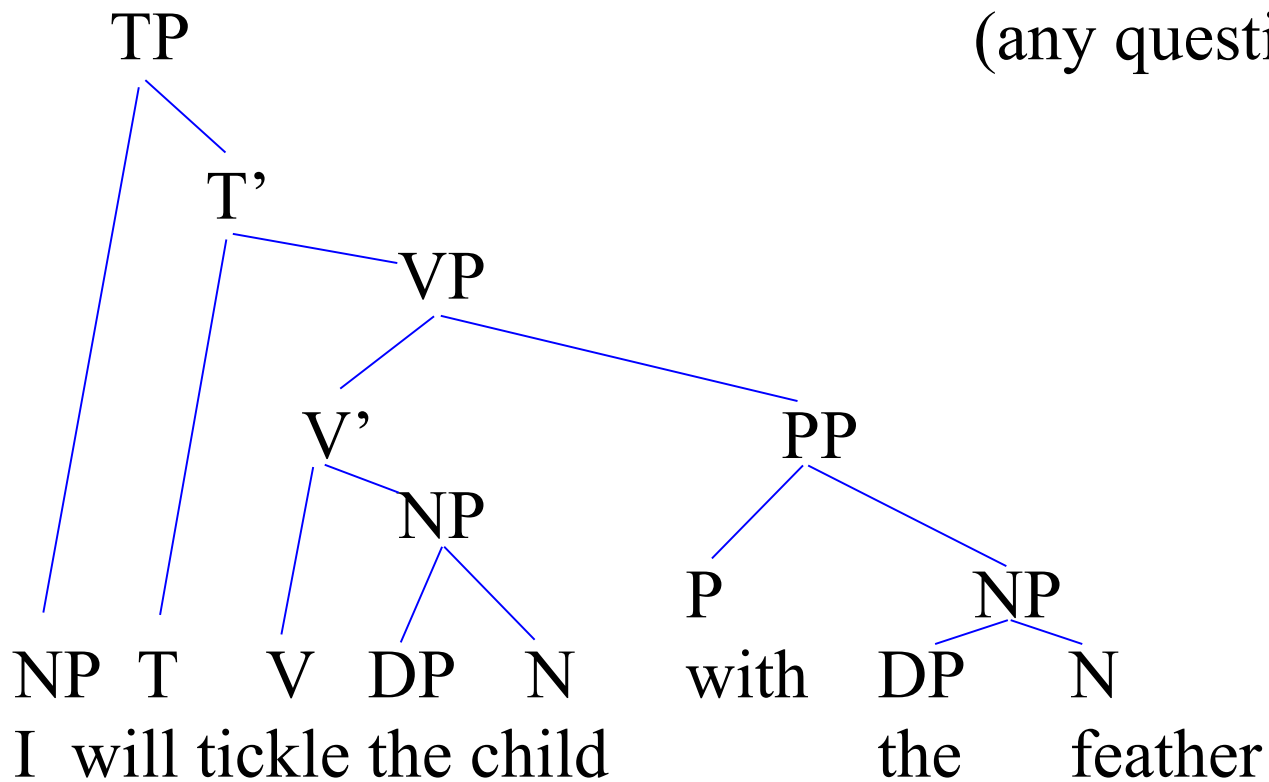 TP (any questi
T’
VP
V’ PP
NP
P NP
NP T V DP N with DP N
I will tickle the child the feather